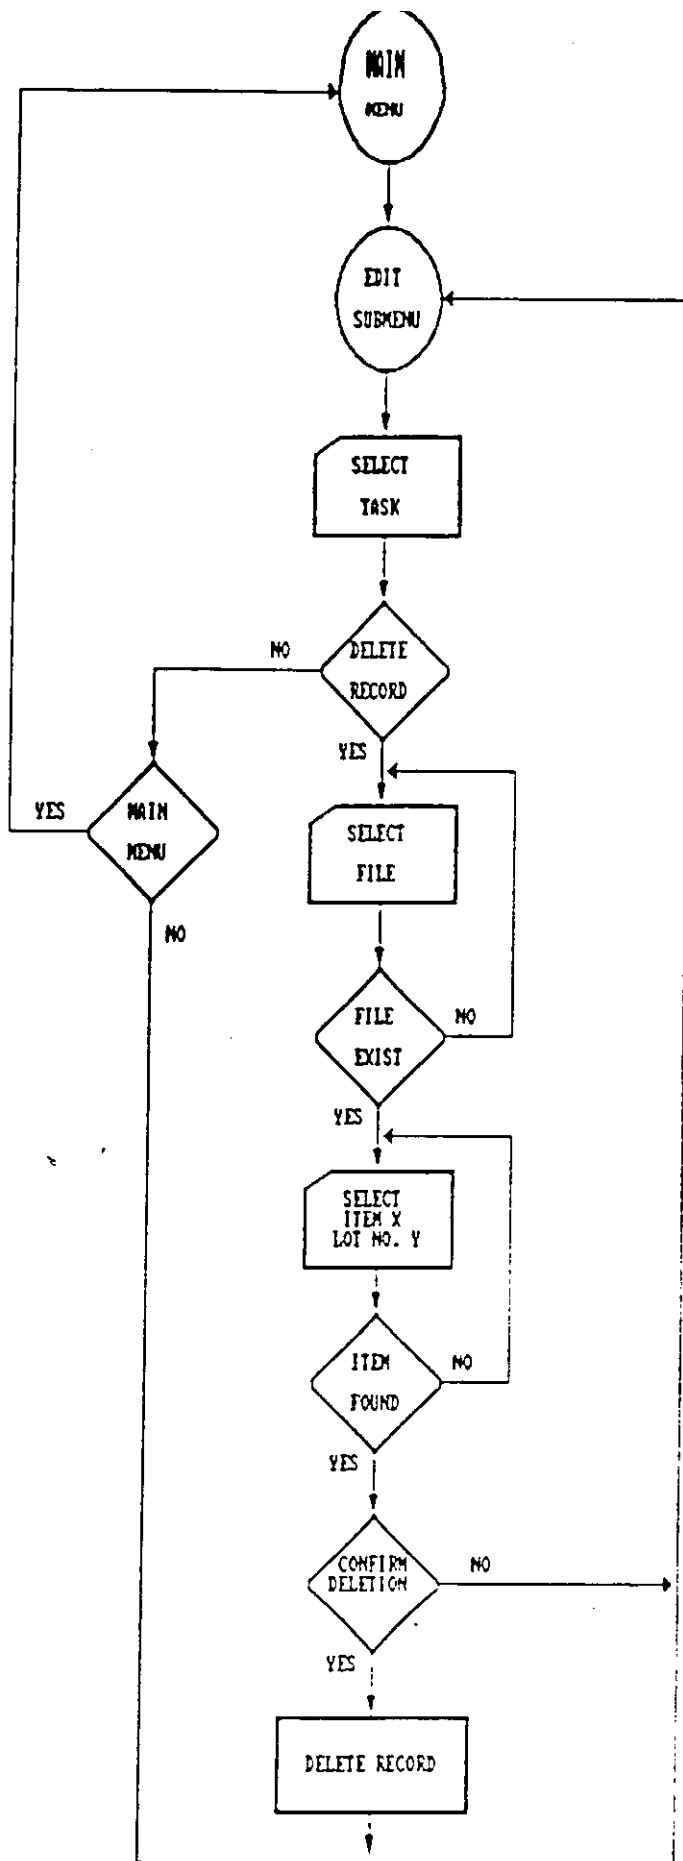 MAIN
MENU
EDIT
SUBMENU
SELECT
TASK
NO
DELETE
RECORD
YES
YES
MAIN
MENU
NO
SELECT
FILE
FILE
EXIST
NO
YES
SELECT
ITEM X
LOT NO. Y
ITEM
FOUND
NO
YES
CONFIRM
DELETION
NO
YES
DELETE RECORD